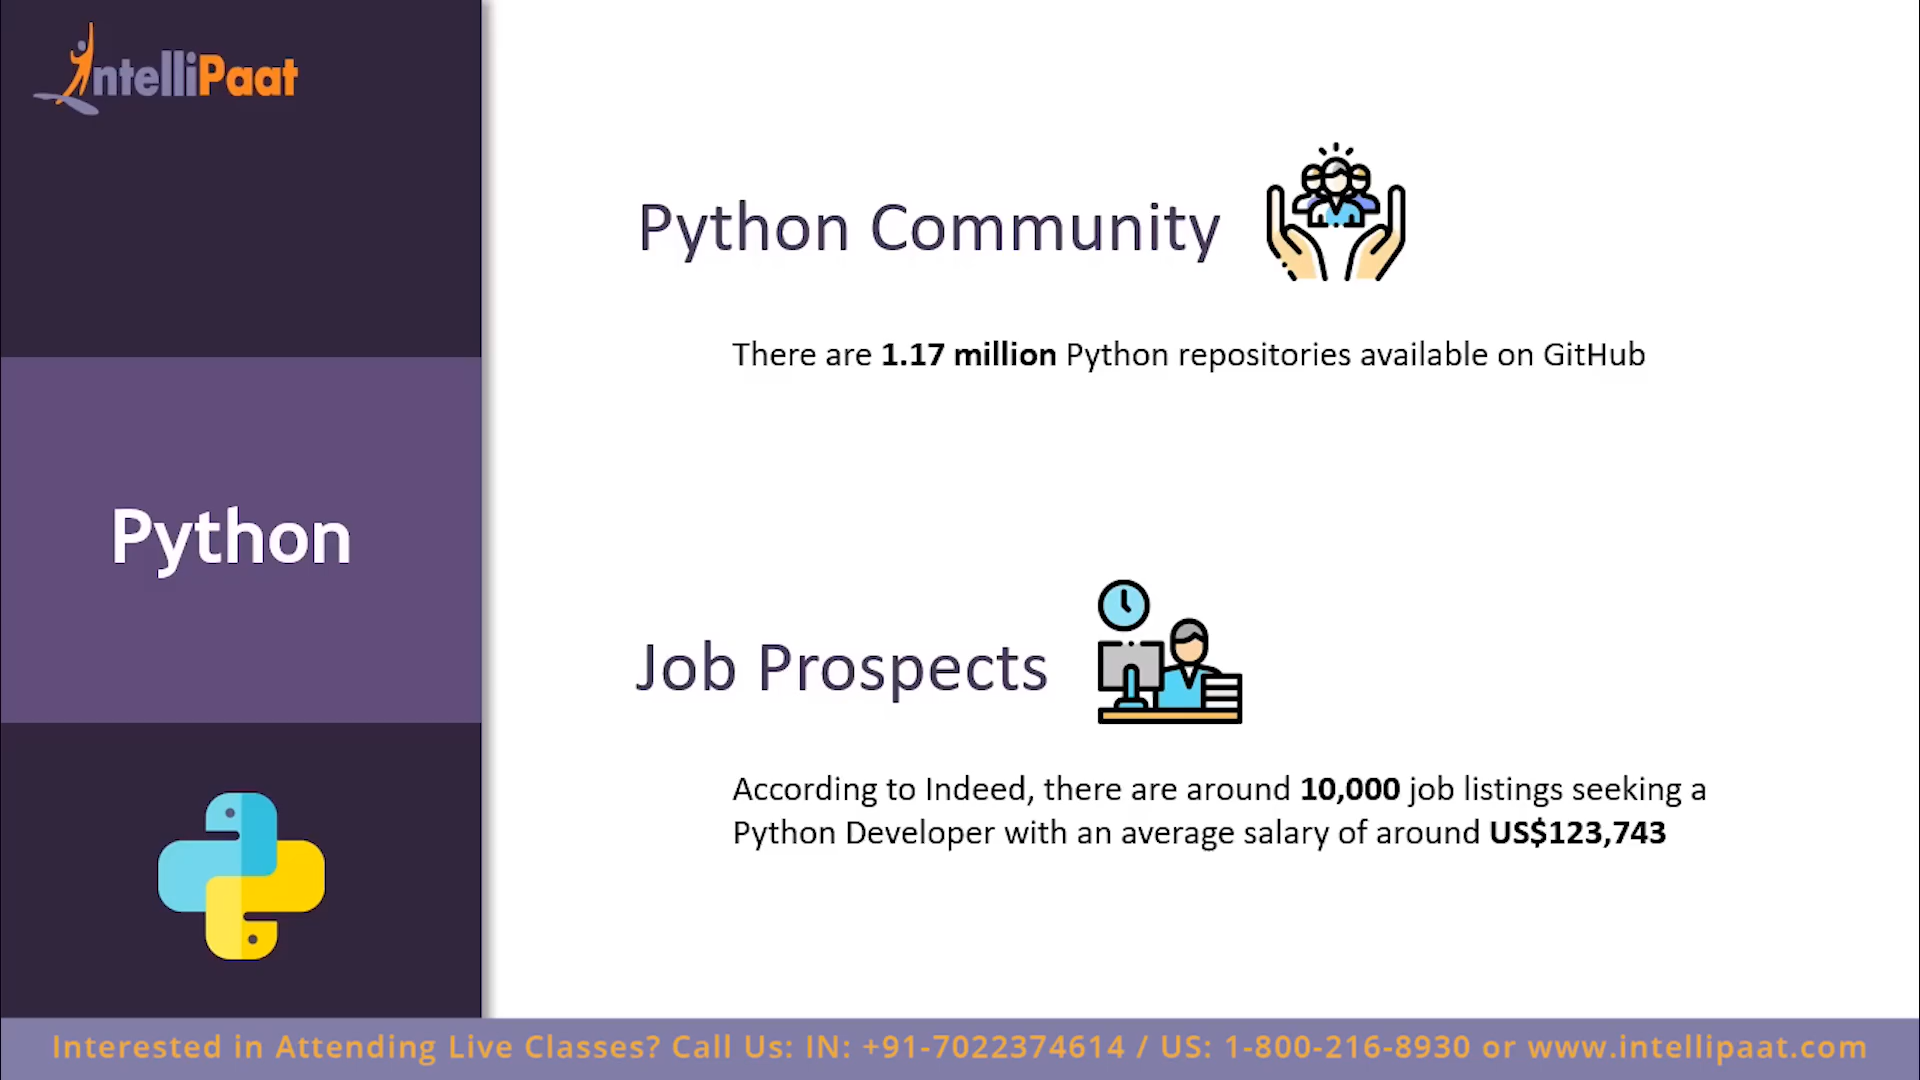 IntelliPaat
Python Community
There are 1.17 million Python repositories available on GitHub
Python
Job Prospects
According to Indeed, there are around 10,000 job listings seeking a
Python Developer with an average salary of around US$123,743
Interested in Attending Live Classes? Call Us: IN: +91-7022374614 / US: 1-800-216-8930 or www.intellipaat.com